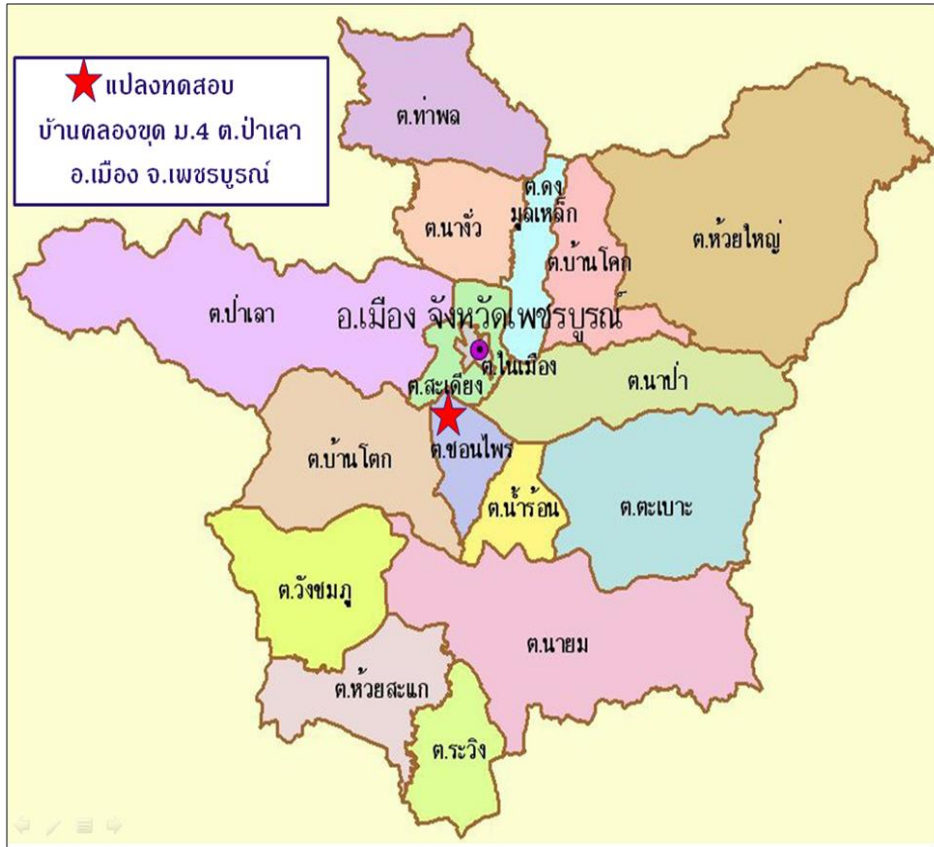 แปลงทดสอบ
บ้านคลองขุด ม.4 ต.ป่าเลา
อ.เมือง จ.เพชรบูรณ์
ต.ท่าพล
ต.ดง
มูลเหล็ก
ต.นางั่ว
ต.บ้านโคก
ต.ห้วยใหญ่
ต.ป่าเลา
อ.เมือง จังหวัดเพชรบูรณ์
ต.ในเมือง
ต.สะเดียง
ต.นาป่า
ต.ชอนไพร
ต.บ้านโตก
ต.น้ำร้อน
ต.ตะเบาะ
ต.วังชมภู
ต.นายม
ต.ห้วยสะแก
ต.ระวิง